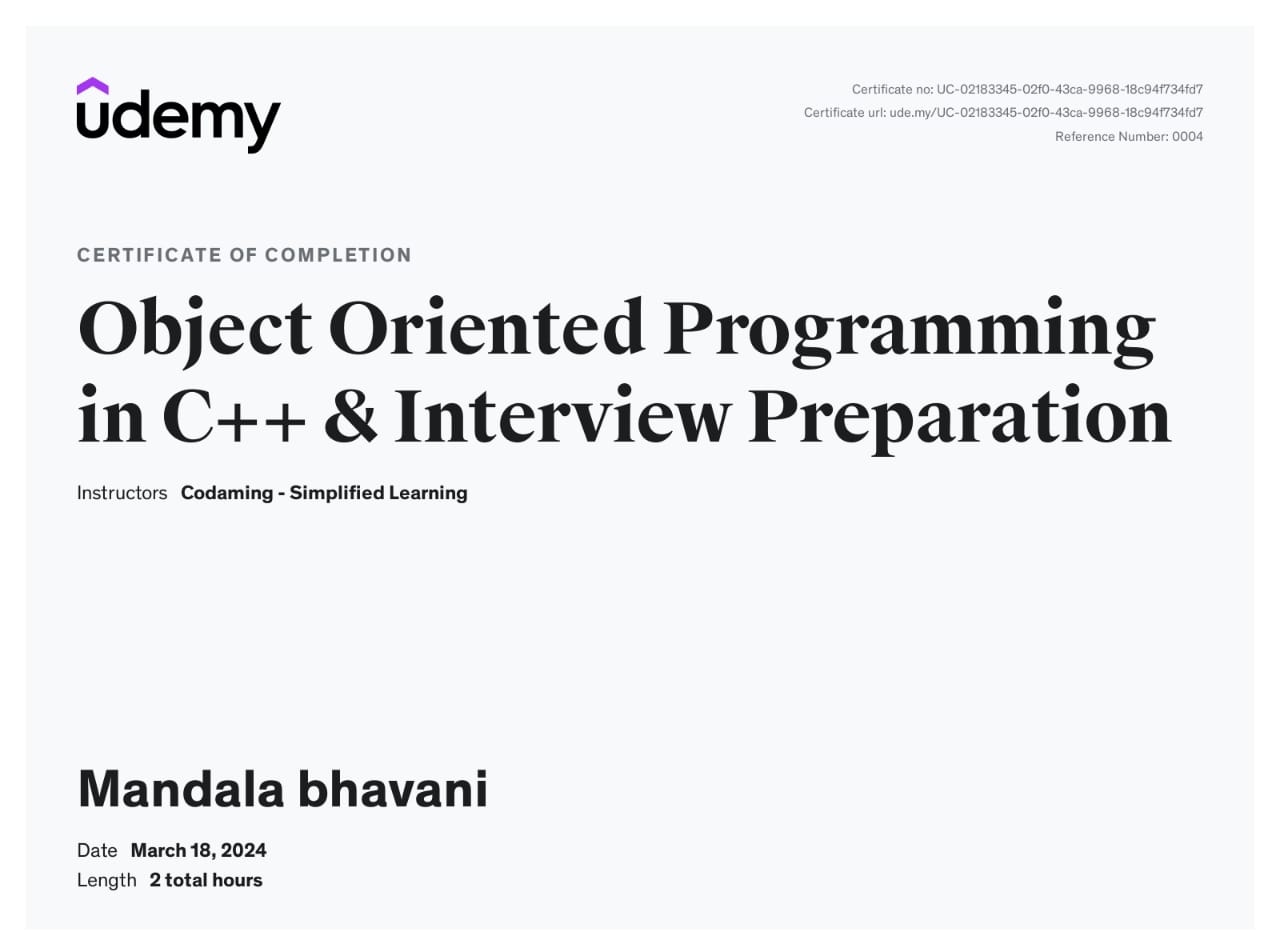 udemy
Certificate no: UC-02183345-02f0-43ca-9968-18c94f734fd7
Certificate url: ude.my/UC-02183345-02f0-43ca-9968-18c94f734fd7
Reference Number: 0004
CERTIFICATE OF COMPLETION
Object Oriented Programming
in C++ & Interview Preparation
Instructors Codaming - Simplified Learning
Mandala bhavani
Date March 18, 2024
Length 2 total hours